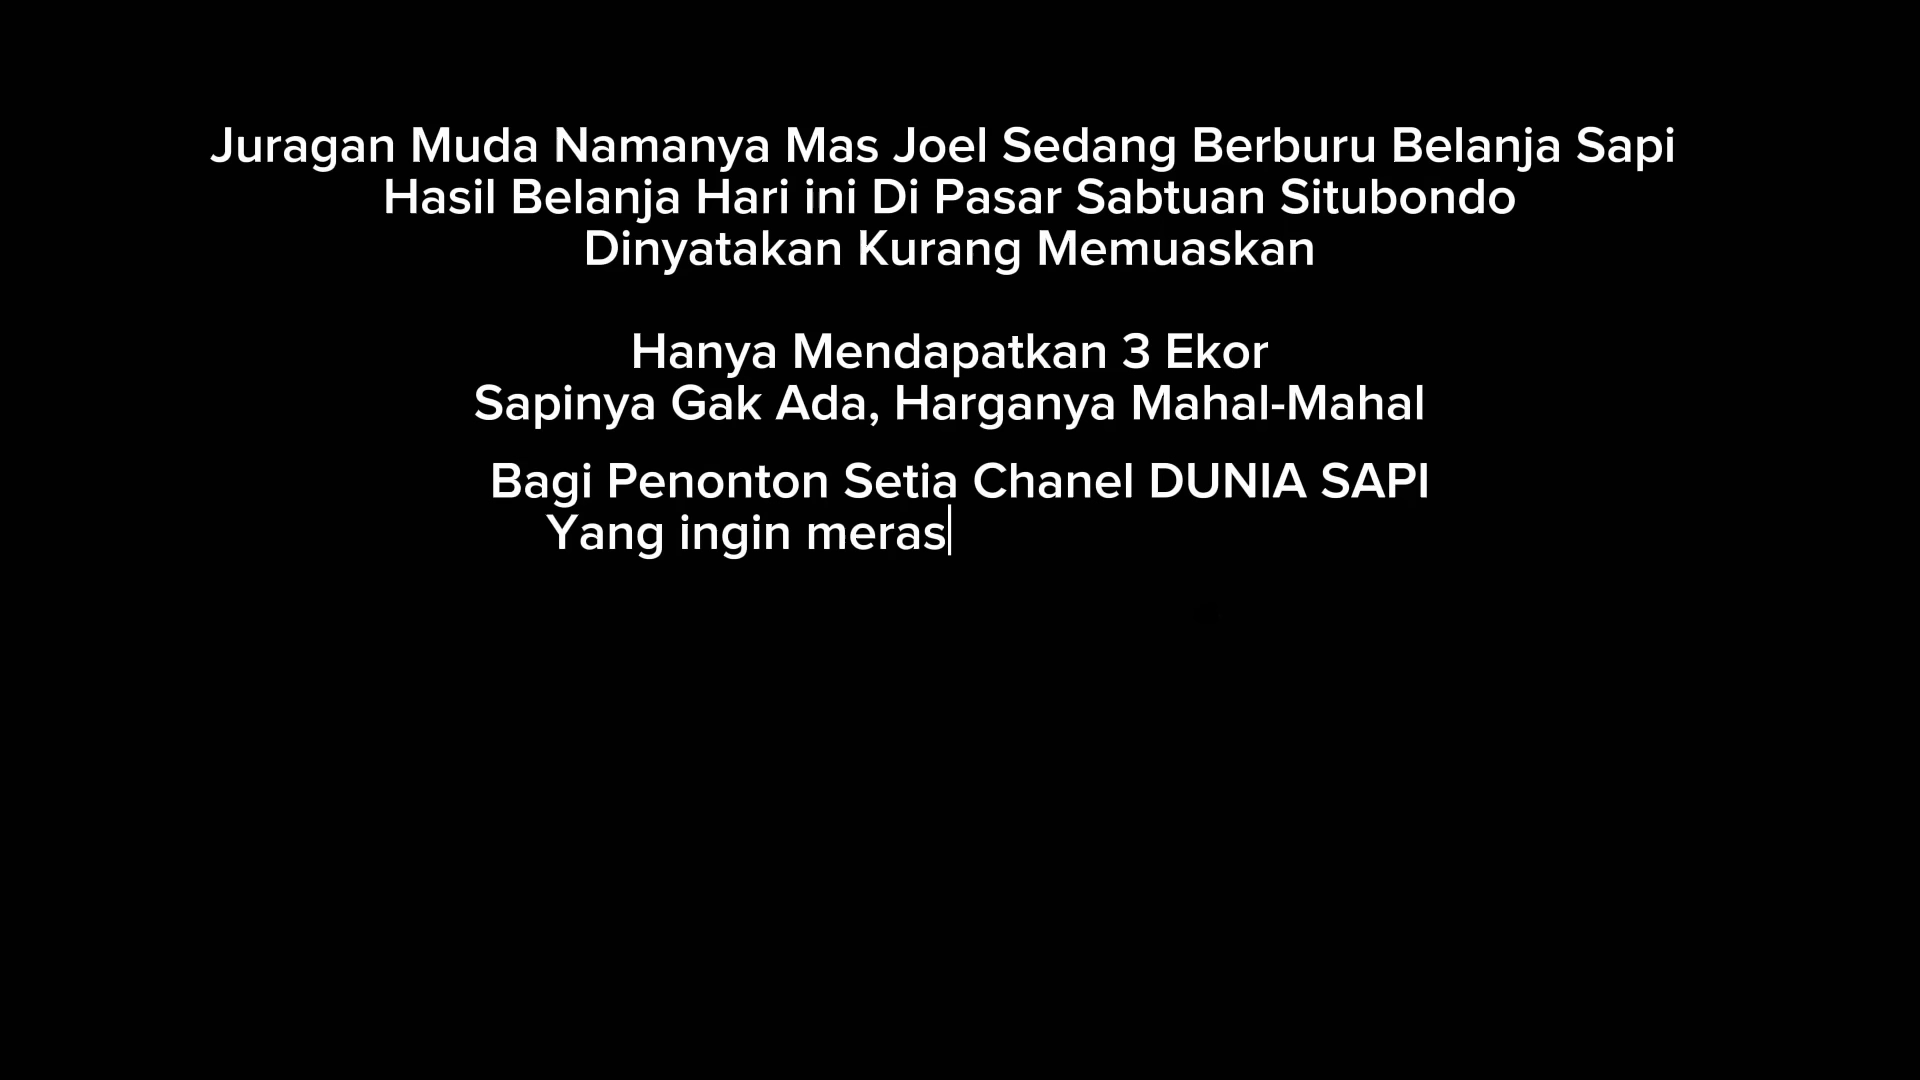 Juragan Muda Namanya Mas Joel Sedang Berburu Belanja Sapi
Hasil Belanja Hari ini Di Pasar Sabtuan Situbondo
Dinyatakan Kurang Memuaskan
Hanya Mendapatkan 3 Ekor
Sapinya Gak Ada, Harganya Mahal-Mahal
Bagi Penonton Setia Chanel DUNIA SAPI
Yang ingin meras